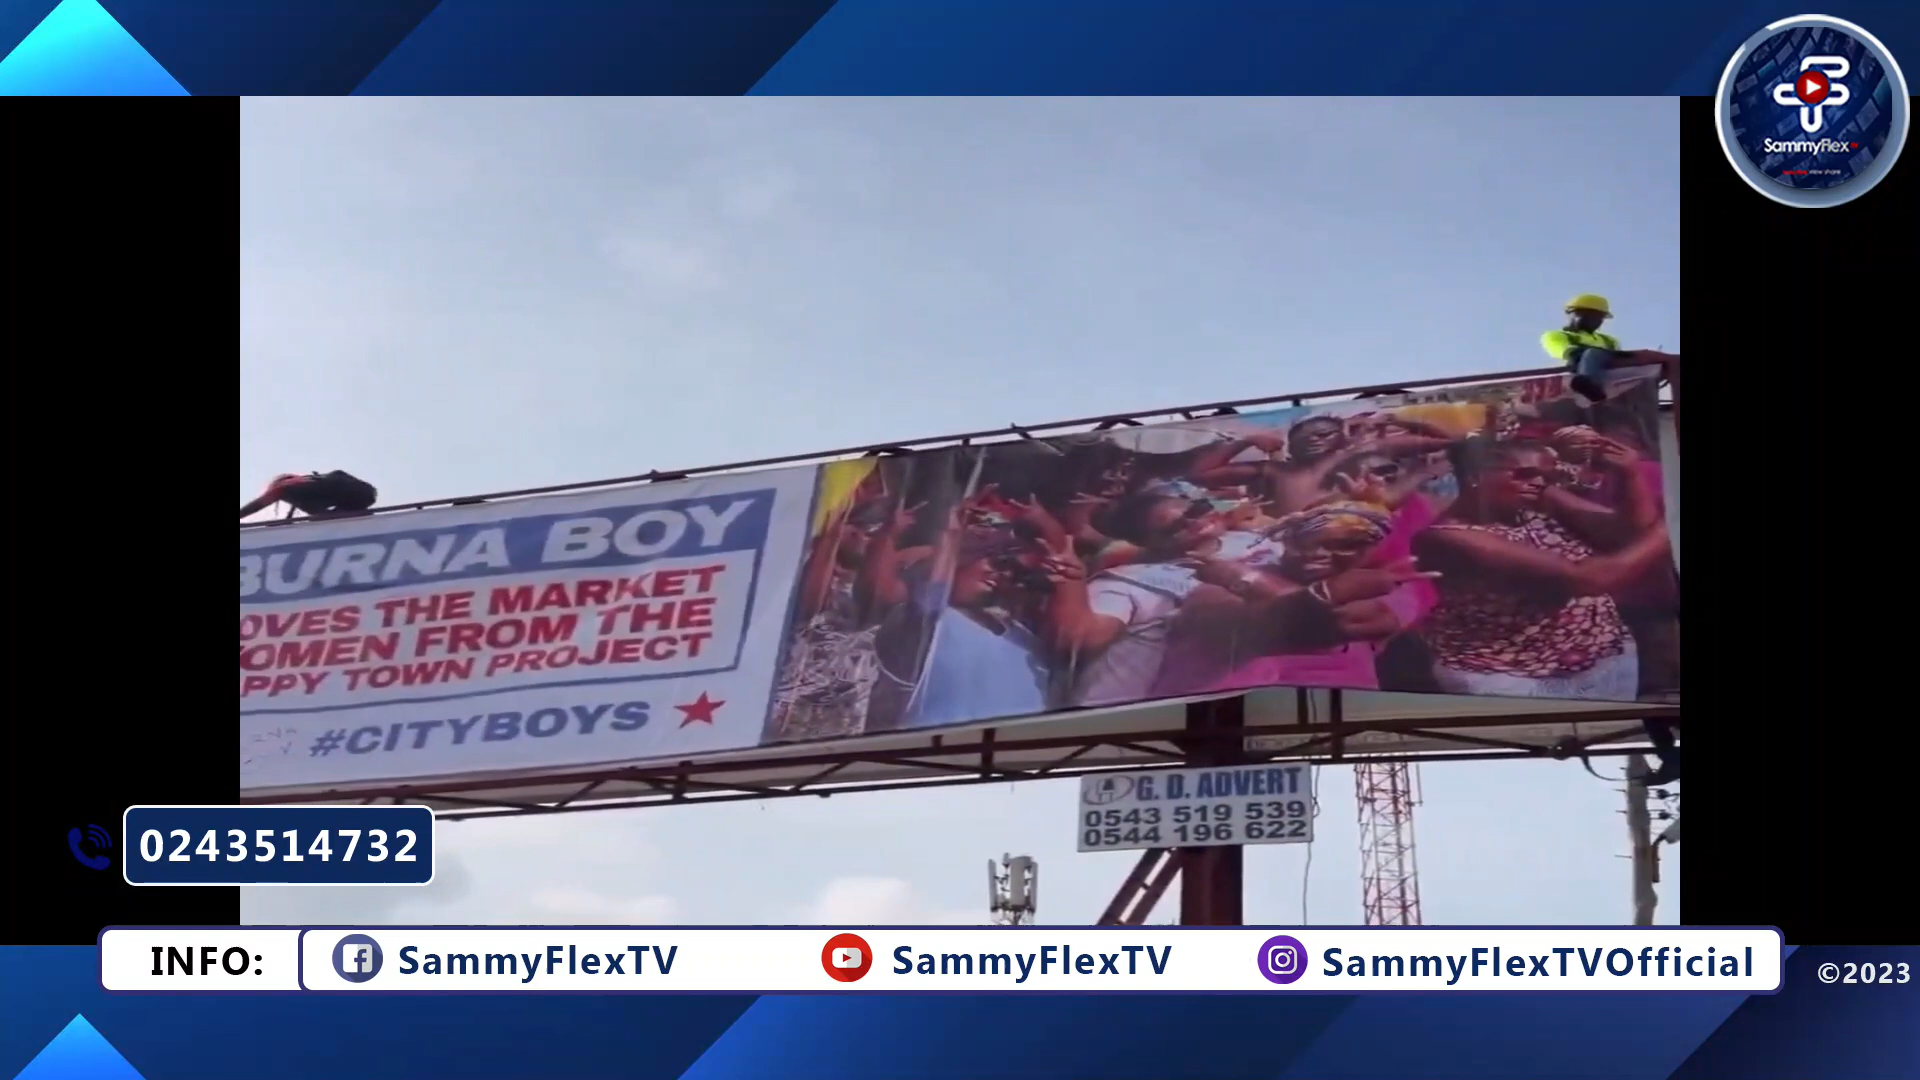 SammyFlex
BURNA BOY
OVES THE MARKET
OMEN FROM THE
PPY TOWN PROJECT
#CITYBOYS
G. D. ADVERT
0543 519 539
0544 196 622
0243514732
INFO: SammyFlexTV SammyFlexTV SammyFlexTVOfficial ©2023